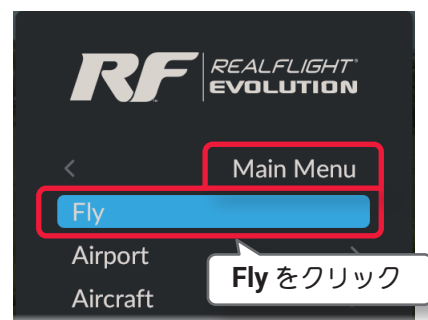 RF REALFLIGHT
EVOLUTION
< Main Menu
Fly
Airport
Aircraft
Fly をクリック